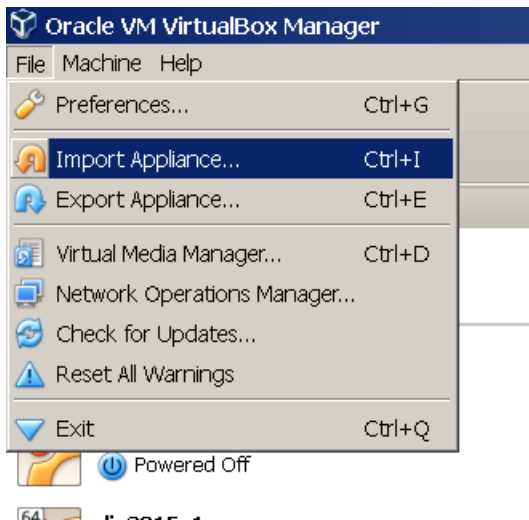 Oracle VM VirtualBox Manager
File Machine Help
Preferences... Ctrl+G
Import Appliance... Ctrl+I
Export Appliance... Ctrl+E
Virtual Media Manager... Ctrl+D
Network Operations Manager...
Check for Updates...
Reset All Warnings
Exit Ctrl+Q
Powered Off
64